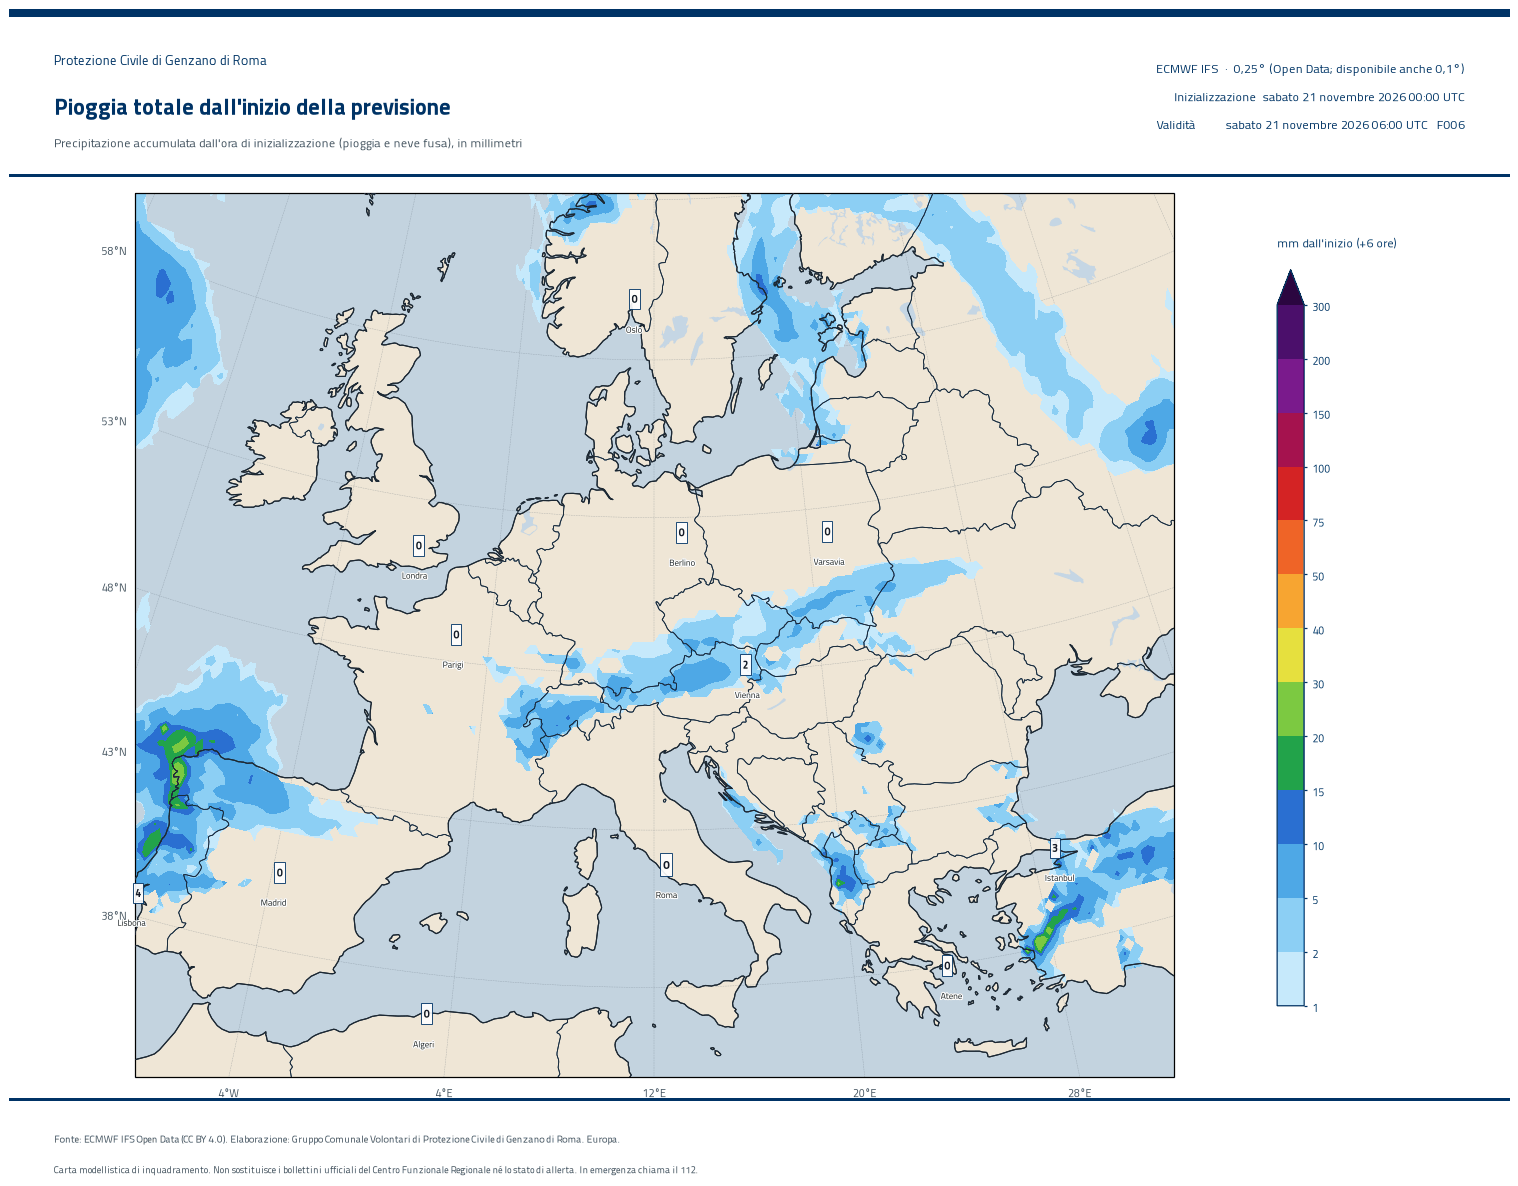 Protezione Civile di Genzano di Roma
Pioggia totale dall'inizio della previsione
Precipitazione accumulata dall'ora di inizializzazione (pioggia e neve fusa), in millimetri
ECMWF IFS · 0,25° (Open Data; disponibile anche 0,1°)
Inizializzazione sabato 21 novembre 2026 00:00 UTC
Validità sabato 21 novembre 2026 06:00 UTC F006
mm dall'inizio (+6 ore)
300
200
150
100
75
50
40
30
20
15
10
5
2
1
58°N
53°N
48°N
43°N
38°N
4°W
4°E
12°E
20°E
28°E
0
Oslo
0
Londra
0
Berlino
0
Varsavia
0
Parigi
2
Vienna
3
Istanbul
0
Madrid
0
Roma
4
Lisbona
0
Atene
0
Algeri
Fonte: ECMWF IFS Open Data (CC BY 4.0). Elaborazione: Gruppo Comunale Volontari di Protezione Civile di Genzano di Roma. Europa.
Carta modellistica di inquadramento. Non sostituisce i bollettini ufficiali del Centro Funzionale Regionale né lo stato di allerta. In emergenza chiama il 112.